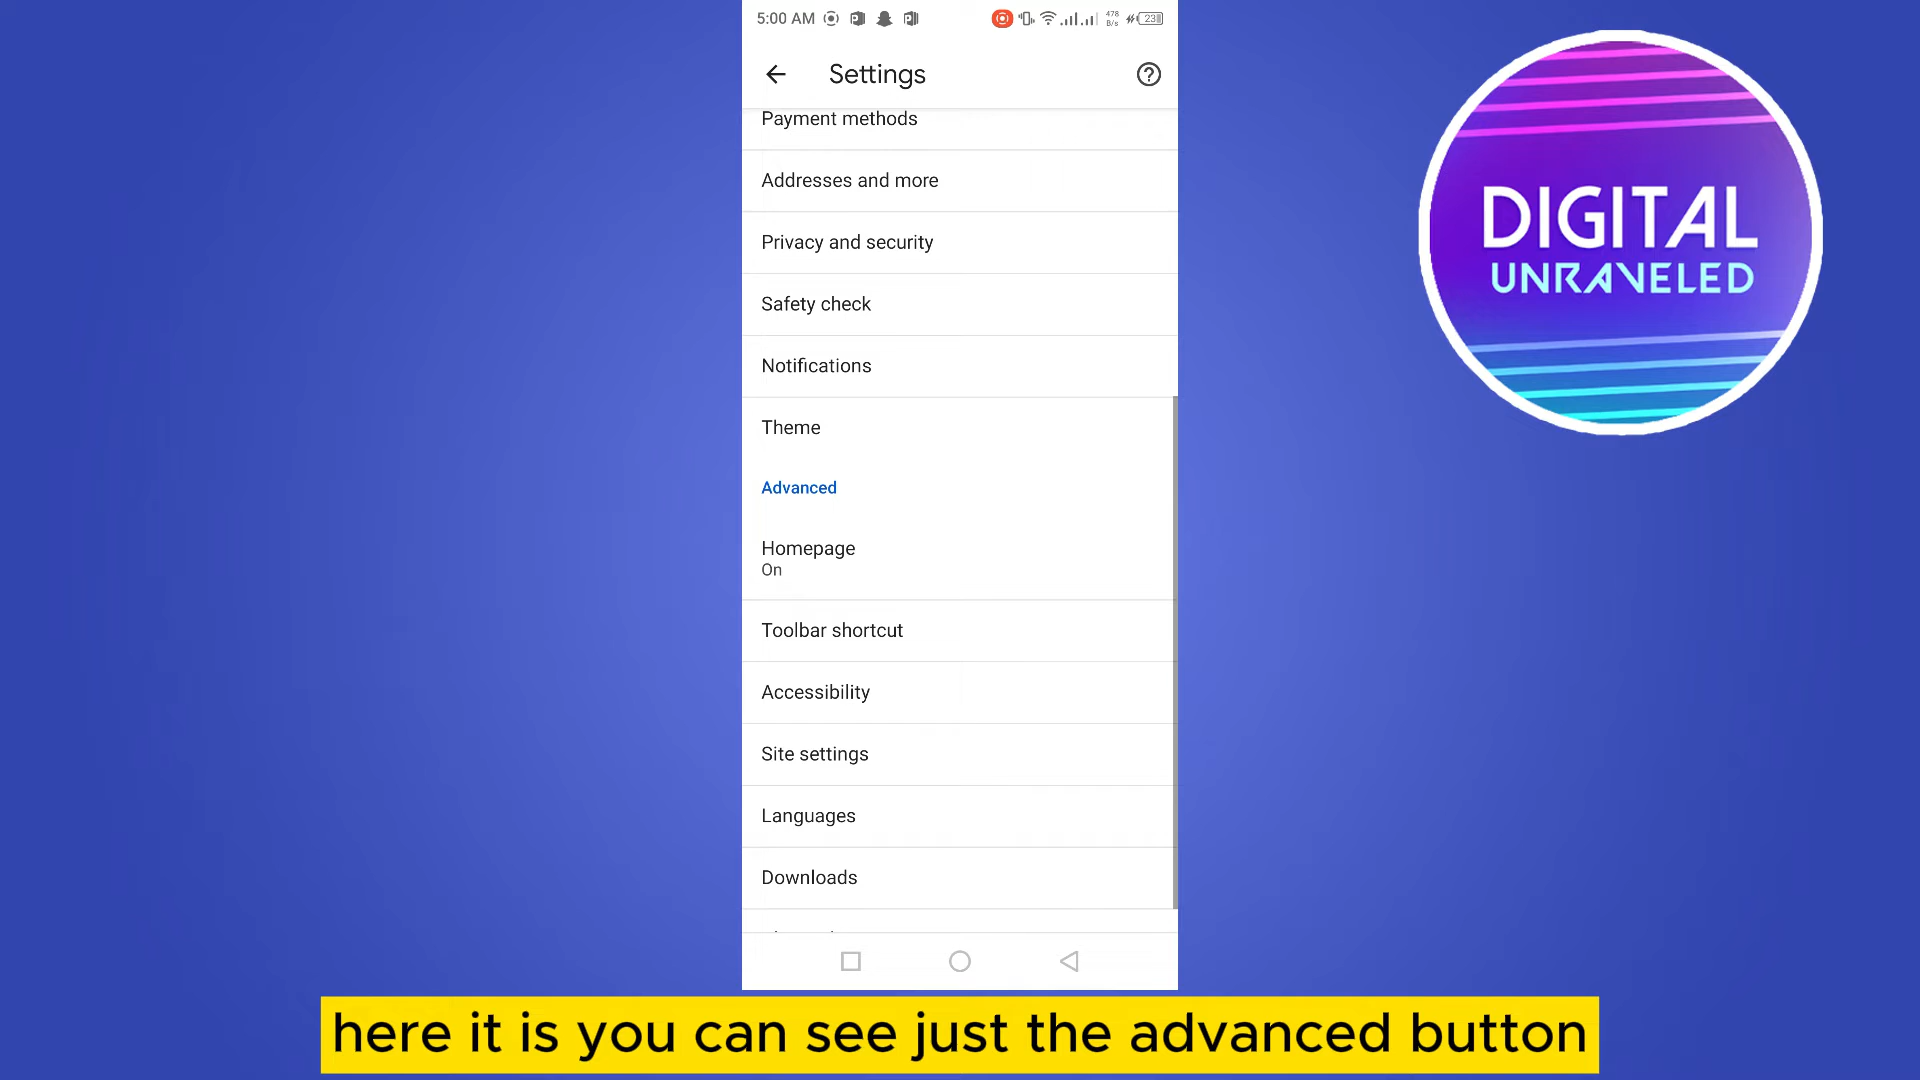 5:00 AM
478
B/s
23
Settings
Payment methods
Addresses and more
Privacy and security
Safety check
Notifications
Theme
Advanced
Homepage
On
Toolbar shortcut
Accessibility
Site settings
Languages
Downloads
DIGITAL
UNRAVELED
here it is you can see just the advanced button